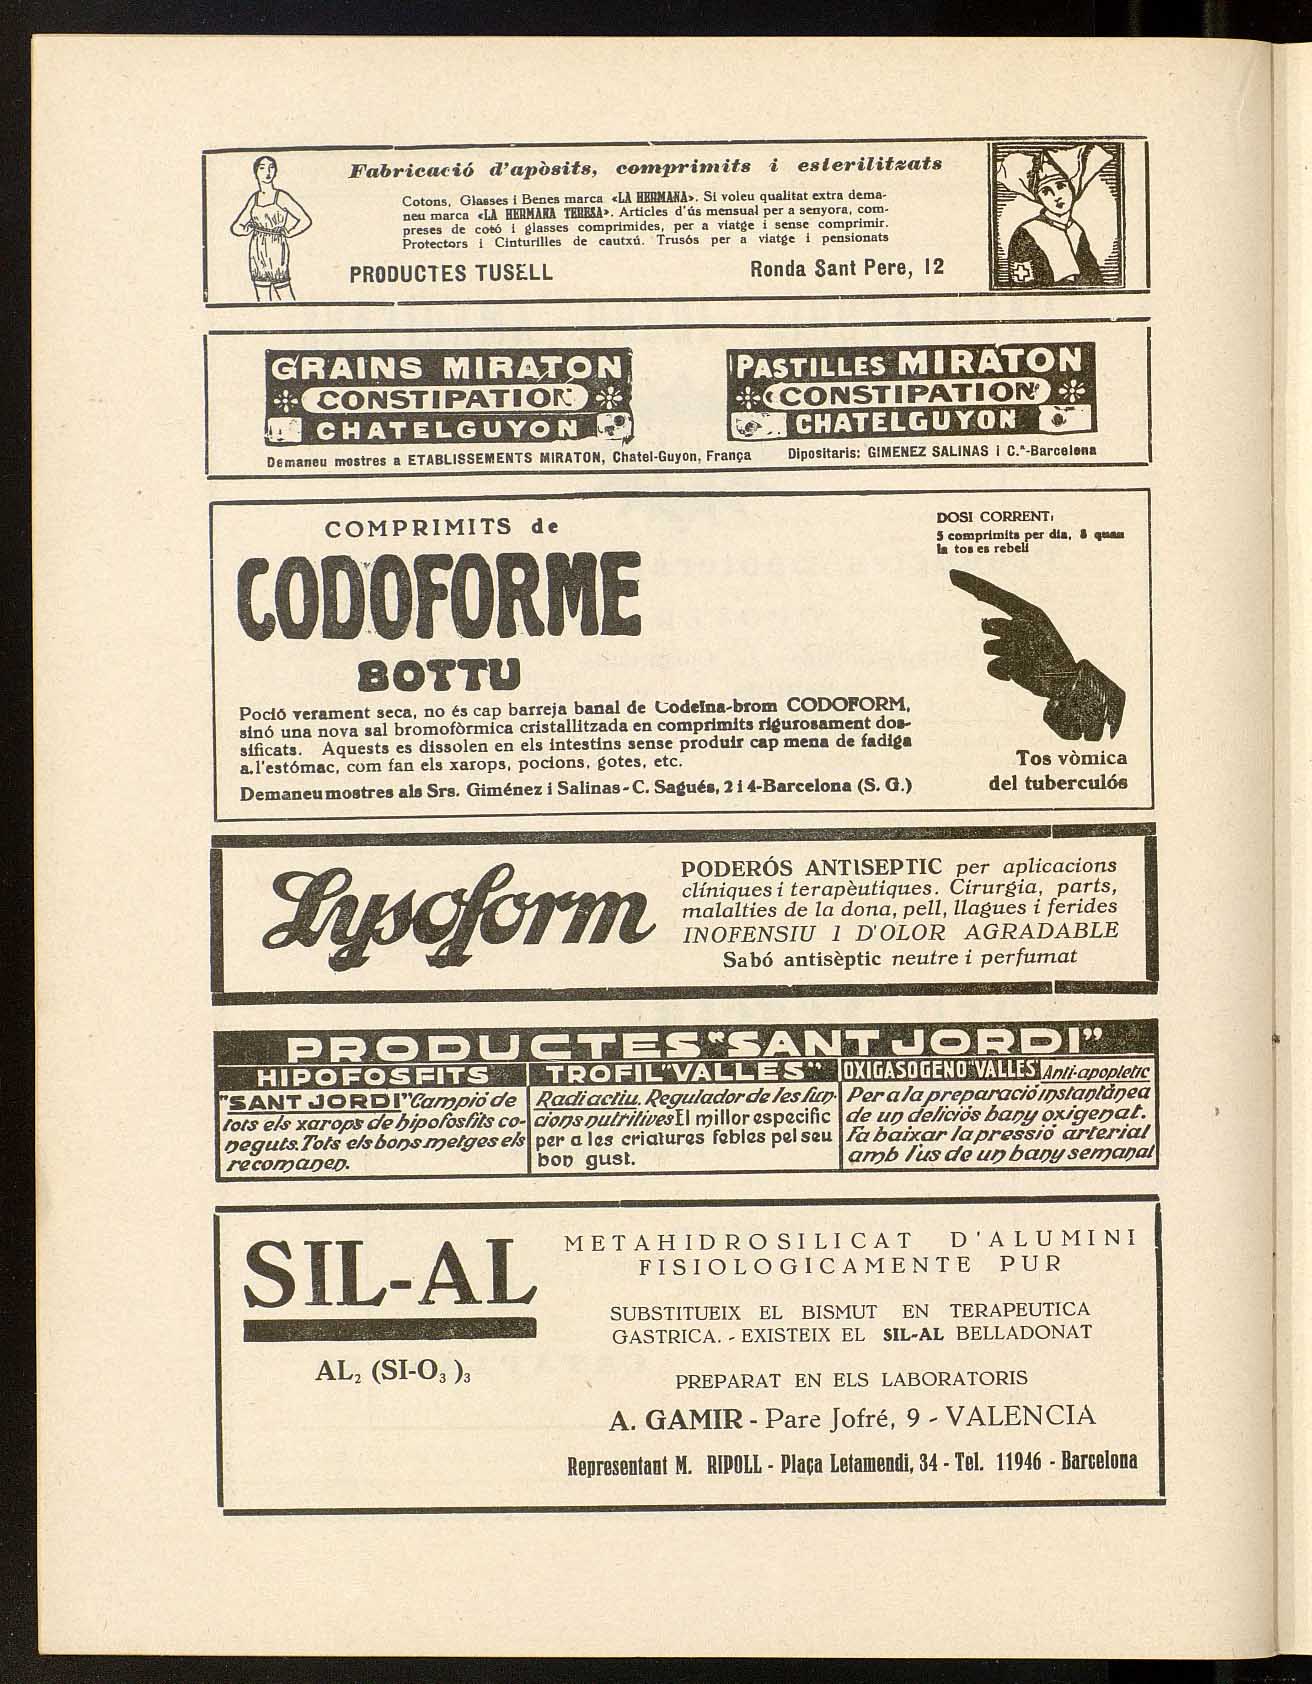 Fabricació d'apòsits, comprimits i esterilitzats
Cotons, Glasses i Benes marca «LA HERMANA». Si voleu qualitat extra dema-
neu marca «LA HERMANA TERESA». Articles d'ús mensual per a senyora, com-
preses de cotó i glasses comprimides, per a viatge i sense comprimir.
Protectors i Cinturilles de cautxú. Trusós per a viatge i pensionats
PRODUCTES TUSELL Ronda Sant Pere, 12
GRAINS MIRATON
CONSTIPATION
CHATELGUYON
PASTILLES MIRATON
CONSTIPATION
CHATELGUYON
Demaneu mostres a ETABLISSEMENTS MIRATON, Chatel-Guyon, França Dipositaris: GIMENEZ SALINAS i C.ª-Barcelona
COMPRIMITS de
CODOFORME
BOTTU
Poció verament seca, no és cap barreja banal de Codeïna-brom CODOFORM,
sinó una nova sal bromofòrmica cristallitzada en comprimits rigurosament dos-
sificats. Aquests es dissolen en els intestins sense produir cap mena de fadiga
a l'estómac, com fan els xarops, pocions, gotes, etc.
Demaneu mostres als Srs. Giménez i Salinas - C. Sagués, 2 i 4-Barcelona (S. G.)
DOSI CORRENT:
5 comprimits per dia, 8 quan
la tos es rebell
Tos vòmica
del tuberculós
Lysoform
PODERÓS ANTISEPTIC per aplicacions
clíniques i terapèutiques. Cirurgia, parts,
malalties de la dona, pell, llagues i ferides
INOFENSIU I D'OLOR AGRADABLE
Sabó antisèptic neutre i perfumat
PRODUCTES "SANT JORDI"
HIPOFOSFITS
"SANT JORDI" Campió de
tots els xarops de hipofosfits co-
neguts. Tots els bons metges els
recomanen.
TROFIL "VALLES"
Radiactiu. Regulador de les fun-
cions nutritives El millor especific
per a les criatures febles pel seu
bon gust.
OXIGASOGENO "VALLES" Anti-apopletic
Per a la preparació instantànea
de un deliciós bany oxigenat.
Fa baixar la pressió arterial
amb l'us de un bany semanal
SIL-AL
AL₂ (SI-O₃)₃
METAHIDROSILICAT D'ALUMINI
FISIOLOGICAMENTE PUR
SUBSTITUEIX EL BISMUT EN TERAPEUTICA
GASTRICA. - EXISTEIX EL SIL-AL BELLADONAT
PREPARAT EN ELS LABORATORIS
A. GAMIR - Pare Jofré, 9 - VALENCIA
Representant M. RIPOLL - Plaça Letamendi, 34 - Tel. 11946 - Barcelona